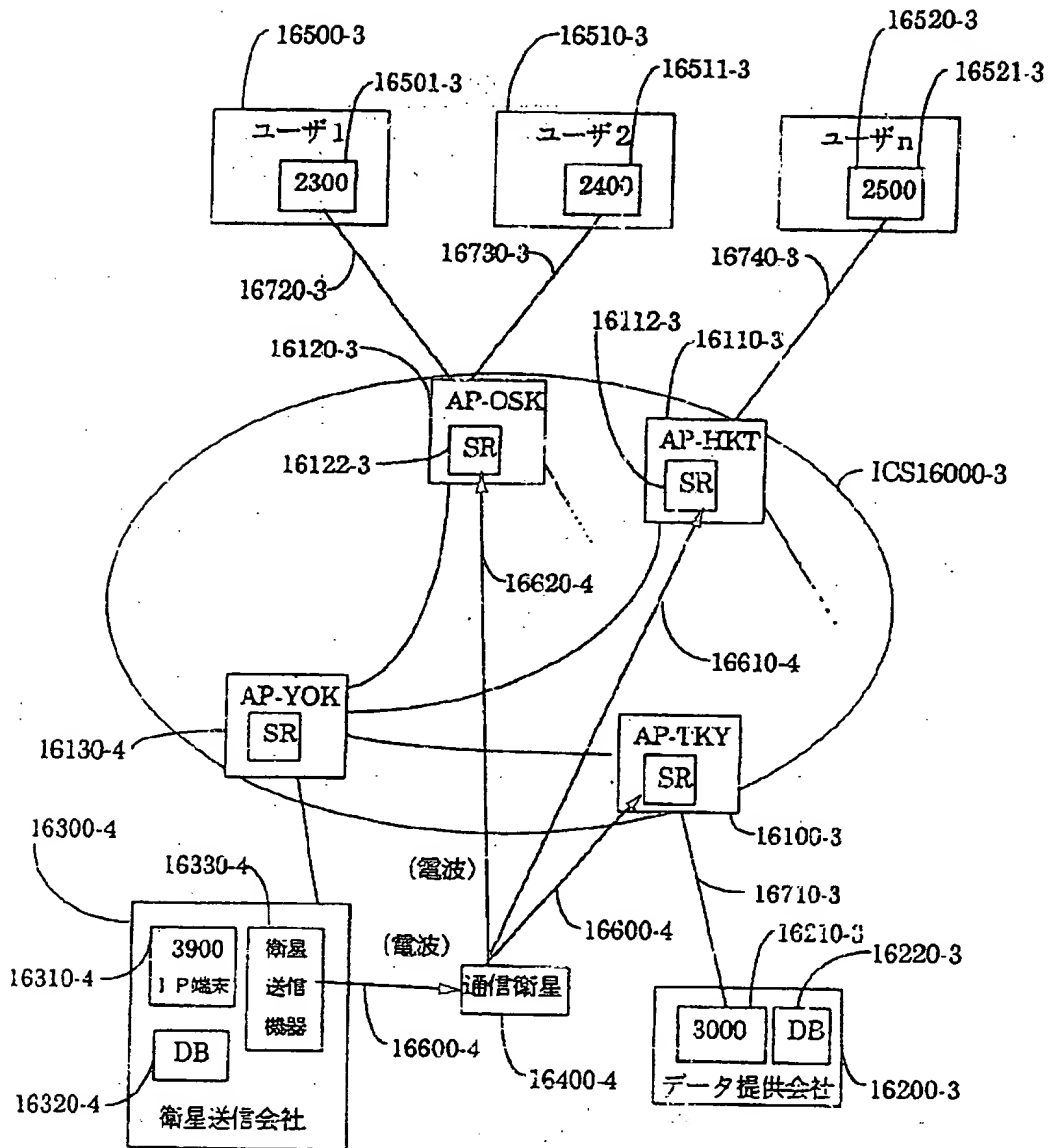 16500-3
16510-3
16520-3
16501-3
16511-3
16521-3
ユーザ1
ユーザ2
ユーザn
2300
2400
2500
16720-3
16730-3
16740-3
16112-3
16120-3
16110-3
AP-OSK
AP-HKT
SR
SR
16122-3
ICS16000-3
16620-4
16610-4
AP-YOK
SR
AP-TKY
SR
16130-4
16300-4
16330-4
(電波)
16100-3
16710-3
(電波)
16600-4
16210-3
16220-3
3900
IP端末
衛星
送信
機器
16310-4
通信衛星
3000
DB
DB
16600-4
16400-4
データ提供会社
16200-3
16320-4
衛星送信会社